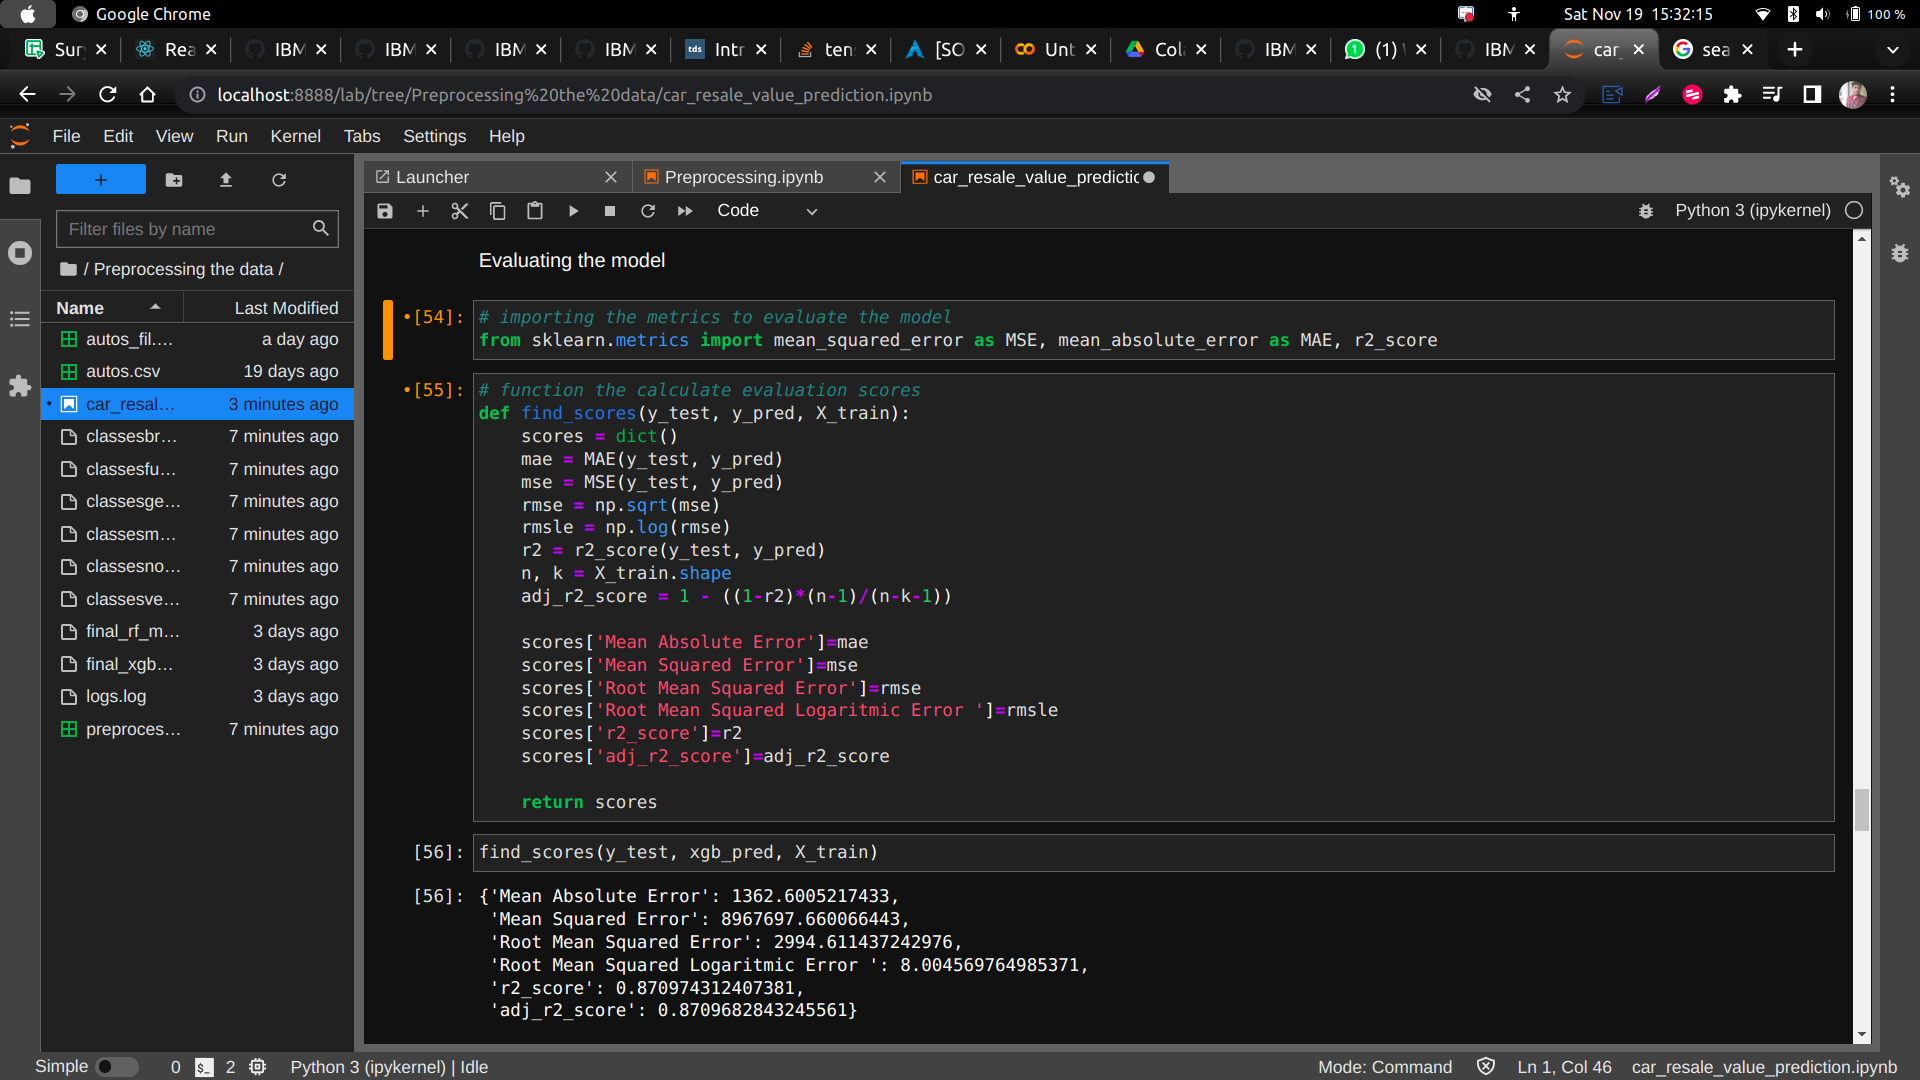 Google Chrome
Sat Nov 19 15:32:15
100 %
Sur
Rea
IBM
IBM
IBM
IBM
tds Intr
ten
[SO
Unt
Col
IBM
(1)
IBM
car_
sea
localhost:8888/lab/tree/Preprocessing%20the%20data/car_resale_value_prediction.ipynb
File Edit View Run Kernel Tabs Settings Help
Launcher
Preprocessing.ipynb
car_resale_value_predictic
Code
Python 3 (ipykernel)
Filter files by name
/ Preprocessing the data /
Name Last Modified
autos_fil.... a day ago
autos.csv 19 days ago
car_resal... 3 minutes ago
classesbr... 7 minutes ago
classesfu... 7 minutes ago
classesge... 7 minutes ago
classesm... 7 minutes ago
classesno... 7 minutes ago
classesve... 7 minutes ago
final_rf_m... 3 days ago
final_xgb... 3 days ago
logs.log 3 days ago
preproces... 7 minutes ago
Evaluating the model
[54]: # importing the metrics to evaluate the model
from sklearn.metrics import mean_squared_error as MSE, mean_absolute_error as MAE, r2_score
[55]: # function the calculate evaluation scores
def find_scores(y_test, y_pred, X_train):
    scores = dict()
    mae = MAE(y_test, y_pred)
    mse = MSE(y_test, y_pred)
    rmse = np.sqrt(mse)
    rmsle = np.log(rmse)
    r2 = r2_score(y_test, y_pred)
    n, k = X_train.shape
    adj_r2_score = 1 - ((1-r2)*(n-1)/(n-k-1))
    scores['Mean Absolute Error']=mae
    scores['Mean Squared Error']=mse
    scores['Root Mean Squared Error']=rmse
    scores['Root Mean Squared Logaritmic Error ']=rmsle
    scores['r2_score']=r2
    scores['adj_r2_score']=adj_r2_score
    return scores
[56]: find_scores(y_test, xgb_pred, X_train)
[56]: {'Mean Absolute Error': 1362.6005217433,
 'Mean Squared Error': 8967697.660066443,
 'Root Mean Squared Error': 2994.611437242976,
 'Root Mean Squared Logaritmic Error ': 8.004569764985371,
 'r2_score': 0.870974312407381,
 'adj_r2_score': 0.8709682843245561}
Simple 0 2 Python 3 (ipykernel) | Idle
Mode: Command Ln 1, Col 46 car_resale_value_prediction.ipynb